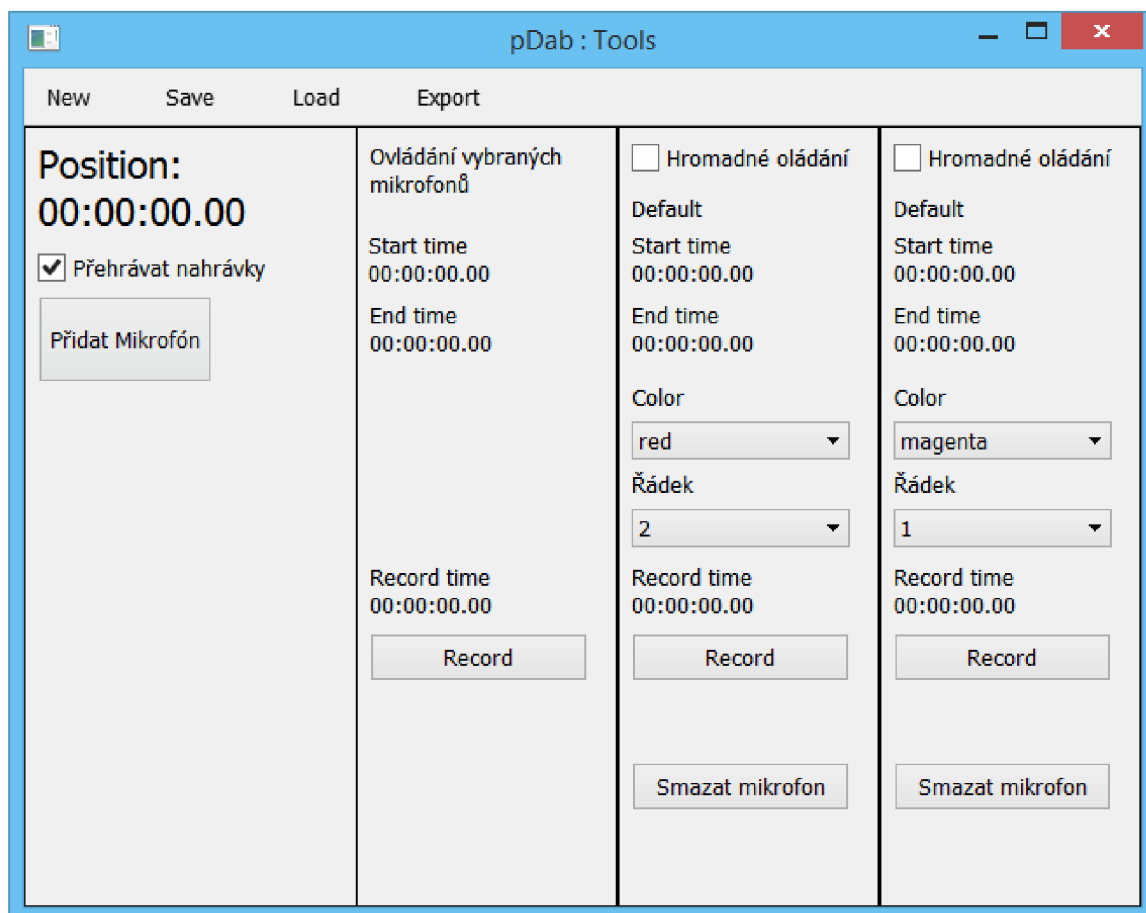 pDab : Tools
New Save Load Export
Position:
00:00:00.00
Přehrávat nahrávky
Přidat Mikrofón
Ovládání vybraných
mikrofonů
Start time
00:00:00.00
End time
00:00:00.00
Record time
00:00:00.00
Record
Hromadné oládání
Default
Start time
00:00:00.00
End time
00:00:00.00
Color
red
Řádek
2
Record time
00:00:00.00
Record
Smazat mikrofon
Hromadné oládání
Default
Start time
00:00:00.00
End time
00:00:00.00
Color
magenta
Řádek
1
Record time
00:00:00.00
Record
Smazat mikrofon